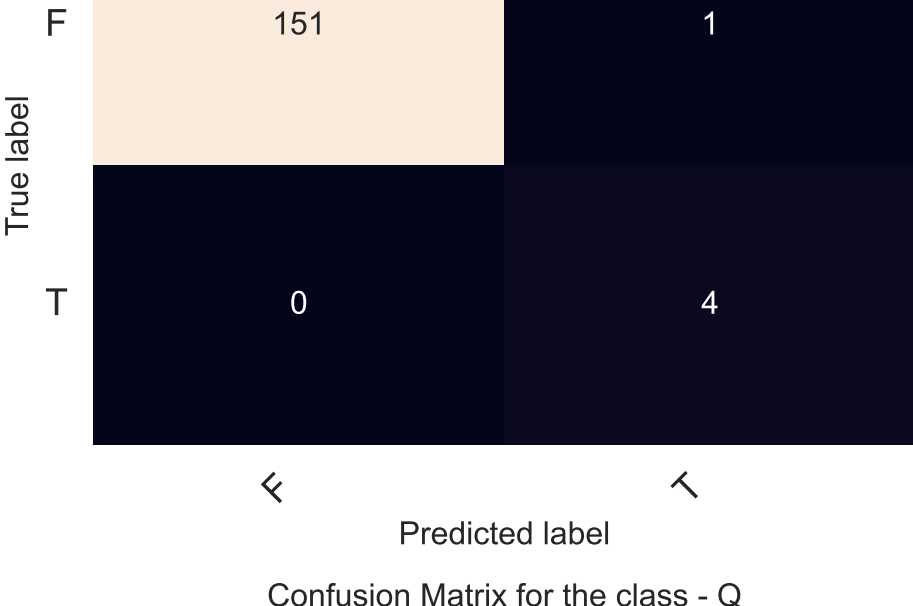 F 151 1
True label
T 0 4
F T
Predicted label
Confusion Matrix for the class - Q